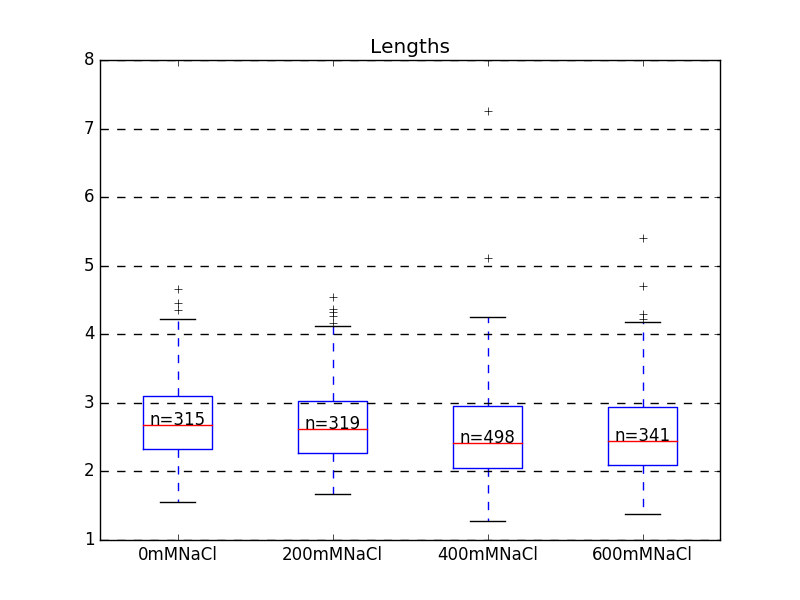 Lengths
8
7
6
5
4
3
2
1
n=315
n=319
n=498
n=341
0mMNaCl
200mMNaCl
400mMNaCl
600mMNaCl